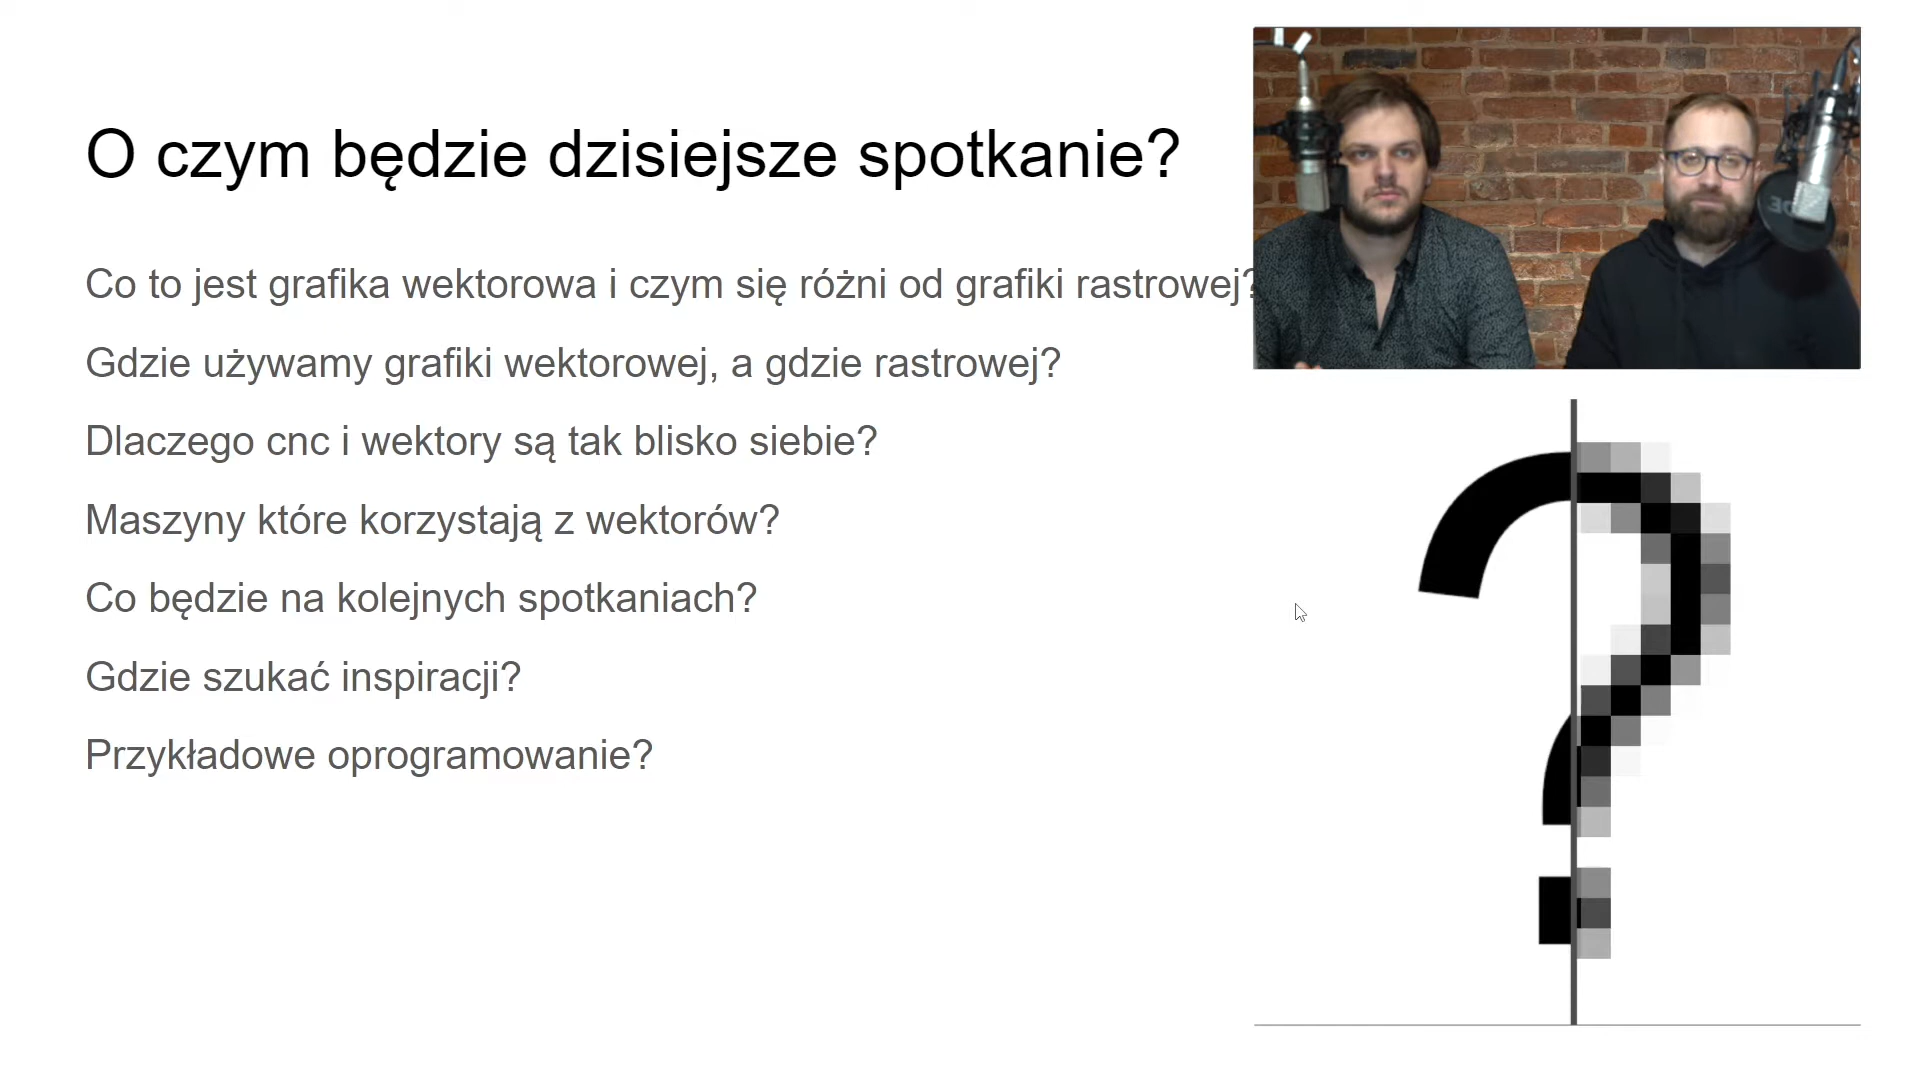 O czym będzie dzisiejsze spotkanie?
Co to jest grafika wektorowa i czym się różni od grafiki rastrowej?
Gdzie używamy grafiki wektorowej, a gdzie rastrowej?
Dlaczego cnc i wektory są tak blisko siebie?
Maszyny które korzystają z wektorów?
Co będzie na kolejnych spotkaniach?
Gdzie szukać inspiracji?
Przykładowe oprogramowanie?
?